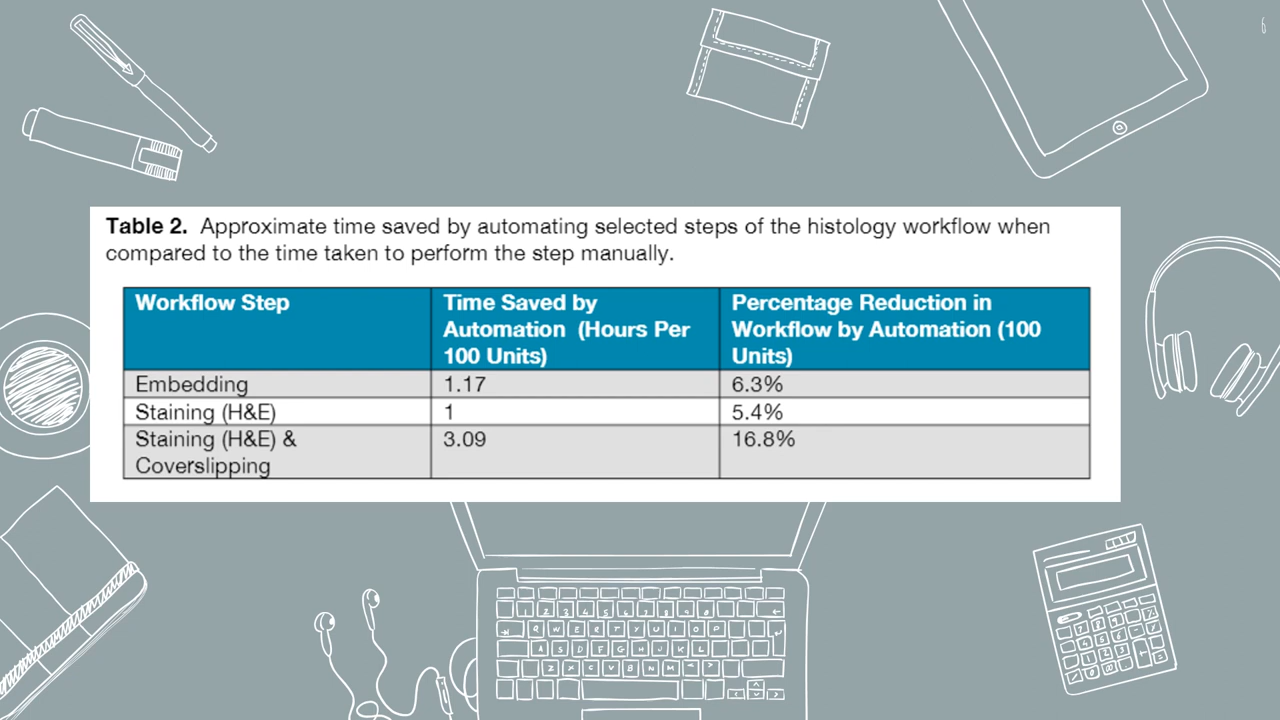 6
Table 2. Approximate time saved by automating selected steps of the histology workflow when
compared to the time taken to perform the step manually.
Workflow Step
Time Saved by
Automation (Hours Per
100 Units)
Percentage Reduction in
Workflow by Automation (100
Units)
Embedding 1.17 6.3%
Staining (H&E) 1 5.4%
Staining (H&E) & 3.09 16.8%
Coverslipping